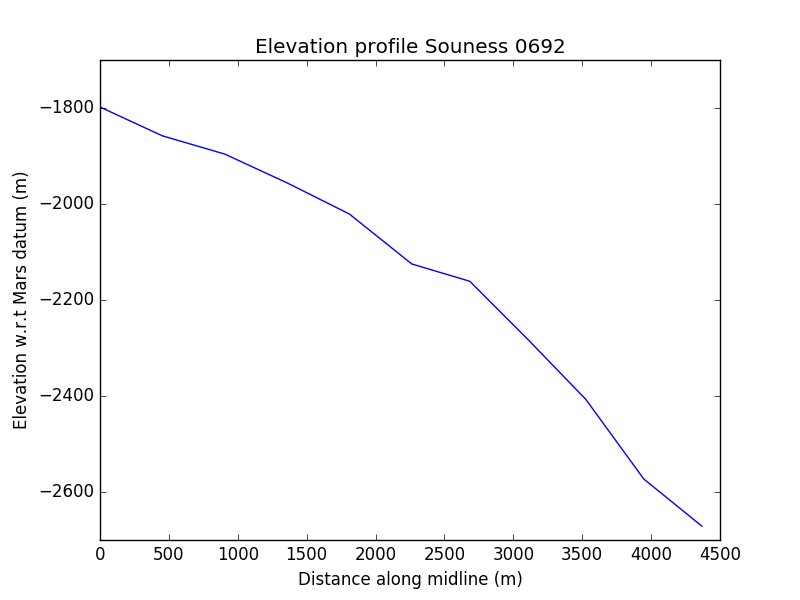 Elevation profile Souness 0692
−1800
−2000
−2200
−2400
−2600
Elevation w.r.t Mars datum (m)
0 500 1000 1500 2000 2500 3000 3500 4000 4500
Distance along midline (m)